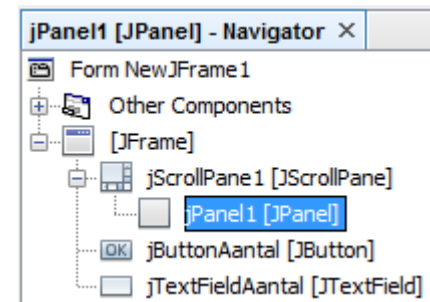 jPanel1 [JPanel] - Navigator ×
Form NewJFrame1
Other Components
[JFrame]
jScrollPane1 [JScrollPane]
jPanel1 [JPanel]
OK jButtonAantal [JButton]
jTextFieldAantal [JTextField]